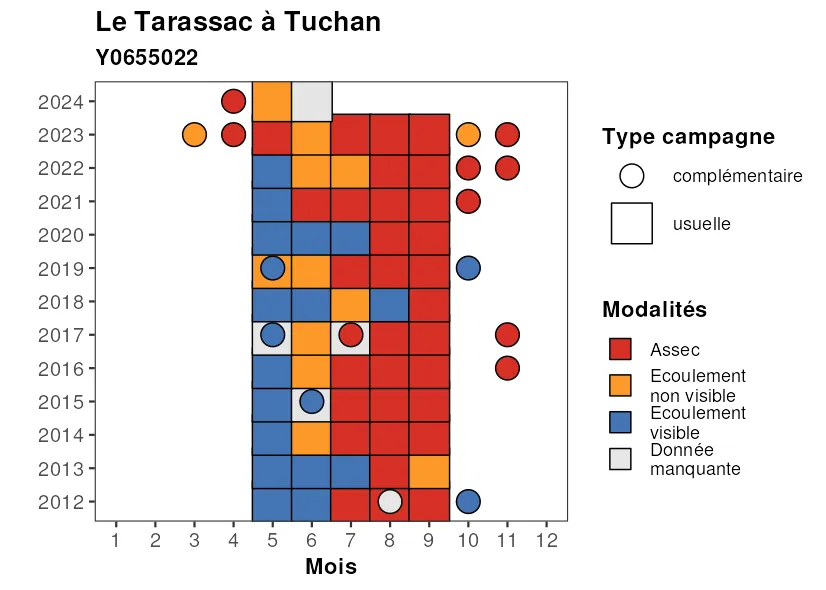 Le Tarassac à Tuchan
Y0655022
2024
2023
2022
2021
2020
2019
2018
2017
2016
2015
2014
2013
2012
1 2 3 4 5 6 7 8 9 10 11 12
Mois
Type campagne
complémentaire
usuelle
Modalités
Assec
Ecoulement
non visible
Ecoulement
visible
Donnée
manquante